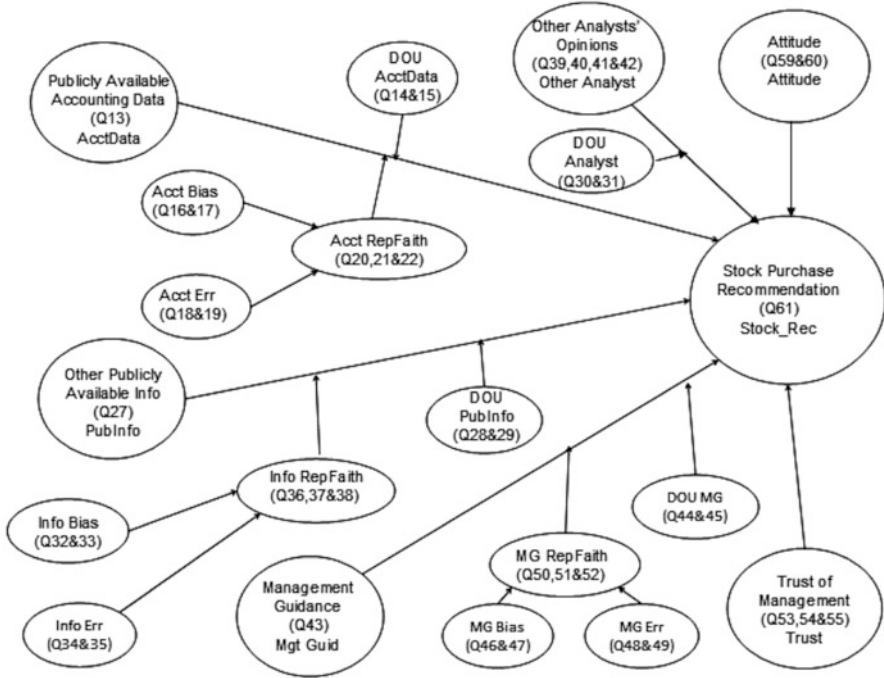 Publicly Available
Accounting Data
(Q13)
AcctData
DOU
AcctData
(Q14&15)
Other Analysts'
Opinions
(Q39,40,41&42)
Other Analyst
Attitude
(Q59&60)
Attitude
DOU
Analyst
(Q30&31)
Acct Bias
(Q16&17)
Acct RepFaith
(Q20,21&22)
Acct Err
(Q18&19)
Stock Purchase
Recommendation
(Q61)
Stock_Rec
Other Publicly
Available Info
(Q27)
PubInfo
DOU
PubInfo
(Q28&29)
Info RepFaith
(Q36,37&38)
DOU MG
(Q44&45)
Info Bias
(Q32&33)
MG RepFaith
(Q50,51&52)
Management
Guidance
(Q43)
Mgt Guid
Trust of
Management
(Q53,54&55)
Trust
Info Err
(Q34&35)
MG Bias
(Q46&47)
MG Err
(Q48&49)